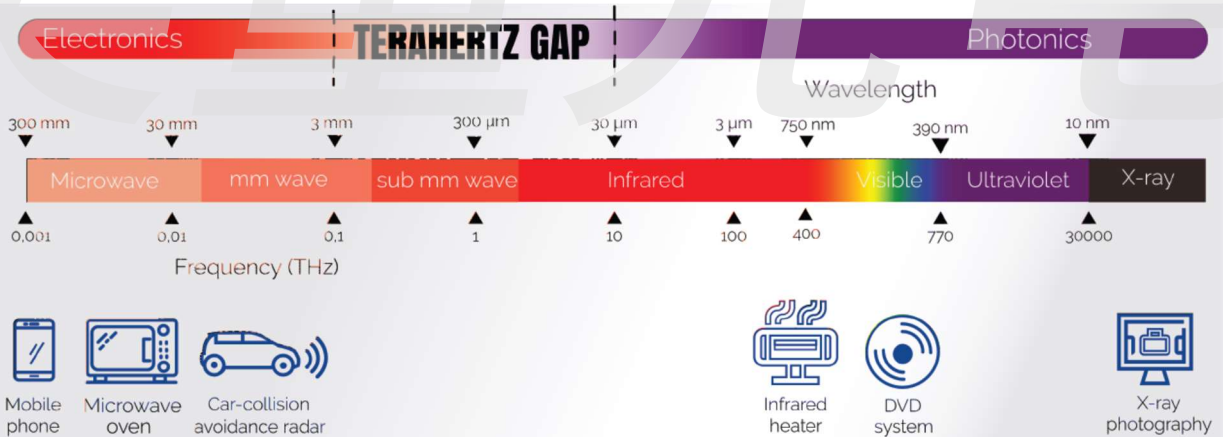 Electronics TERAHERTZ GAP Photonics
Wavelength
300 mm 30 mm 3 mm 300 µm 30 µm 3 µm 750 nm 390 nm 10 nm
Microwave mm wave sub mm wave Infrared Visible Ultraviolet X-ray
0,001 0,01 0,1 1 10 100 400 770 30000
Frequency (THz)
Mobile phone
Microwave oven
Car-collision avoidance radar
Infrared heater
DVD system
X-ray photography